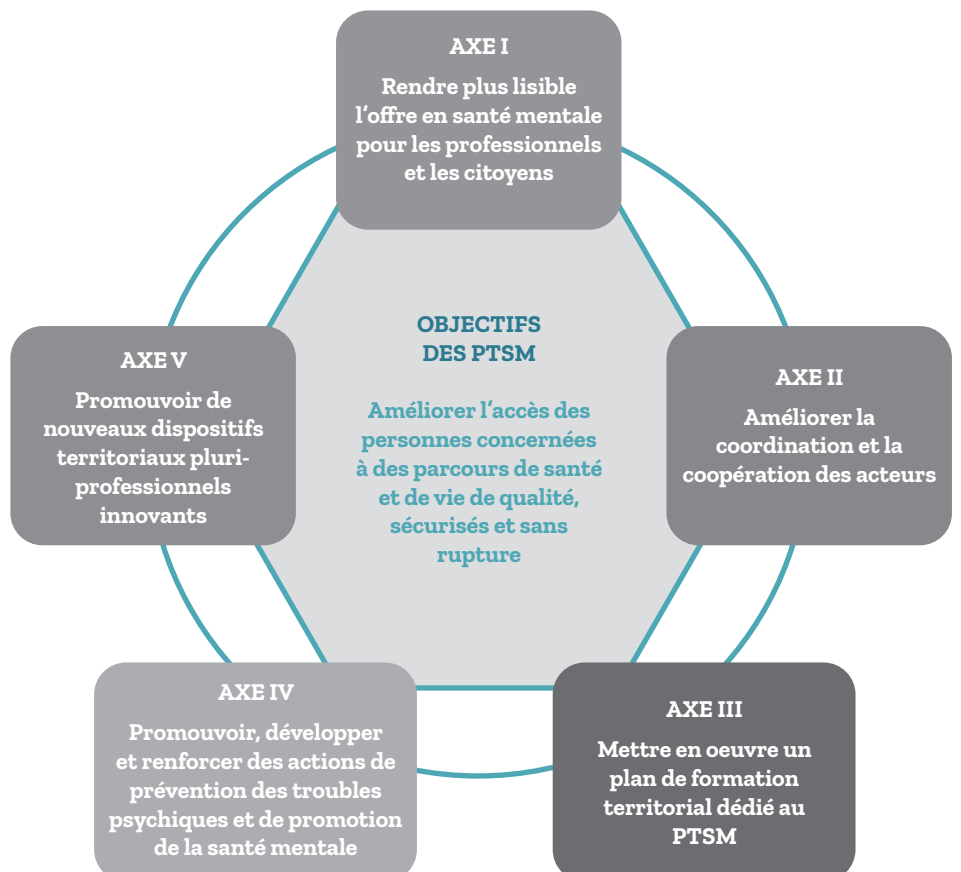 AXE I
Rendre plus lisible
l'offre en santé mentale
pour les professionnels
et les citoyens
OBJECTIFS
DES PTSM
Améliorer l'accès des
personnes concernées
à des parcours de santé
et de vie de qualité,
sécurisés et sans
rupture
AXE II
Améliorer la
coordination et la
coopération des acteurs
AXE III
Mettre en oeuvre un
plan de formation
territorial dédié au
PTSM
AXE IV
Promouvoir, développer
et renforcer des actions de
prévention des troubles
psychiques et de promotion
de la santé mentale
AXE V
Promouvoir de
nouveaux dispositifs
territoriaux pluri-
professionnels
innovants